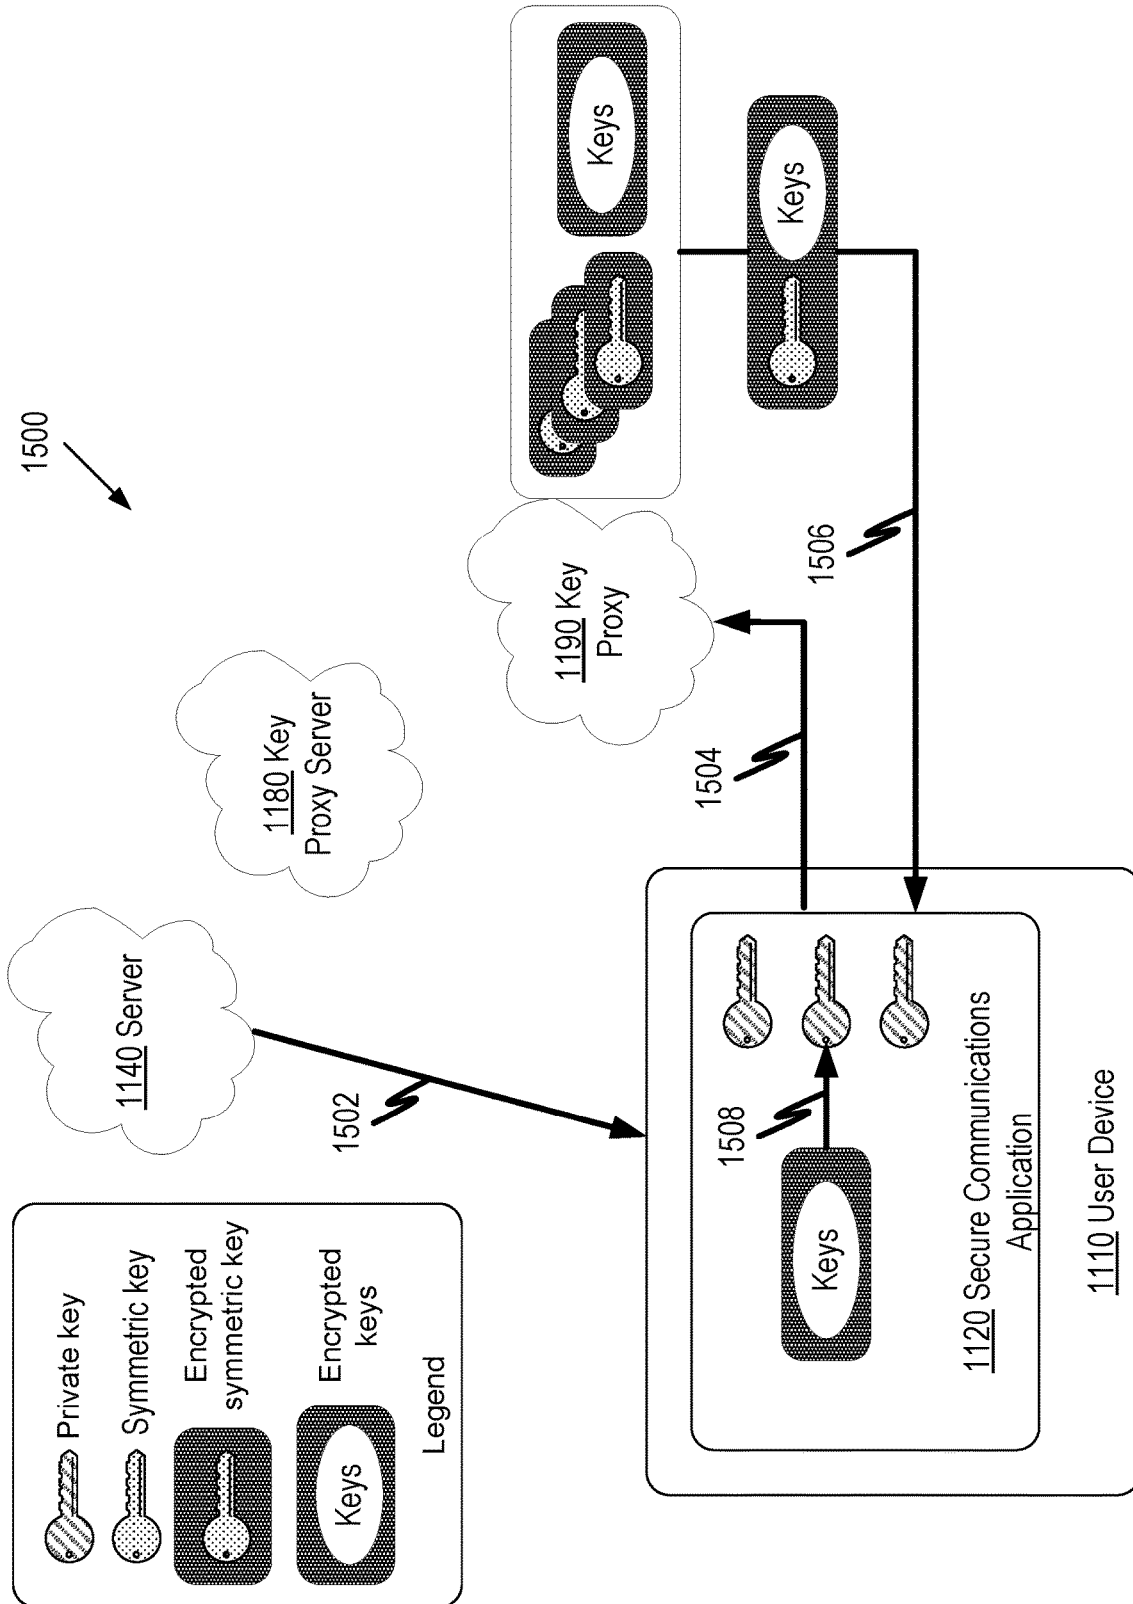 1500
Private key
Symmetric key
Encrypted
symmetric key
Keys
Encrypted
keys
Legend
1140 Server
1180 Key
Proxy Server
1190 Key
Proxy
Keys
Keys
1502
1504
1506
1508
Keys
1120 Secure Communications
Application
1110 User Device